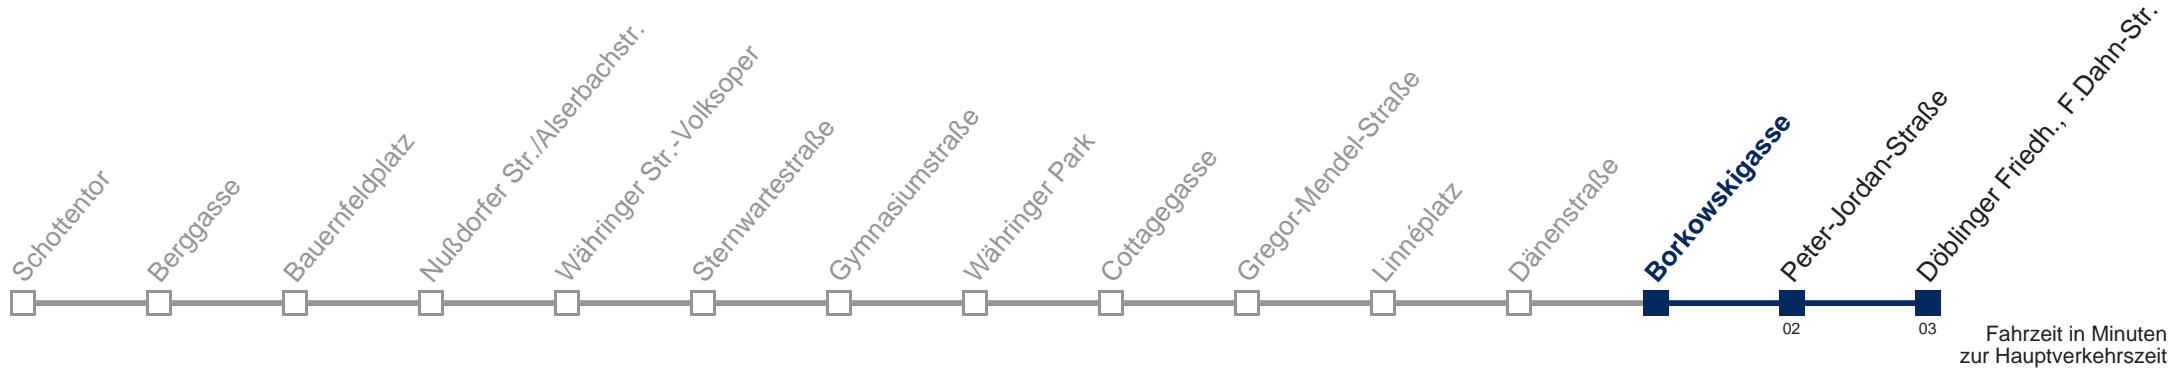 Schottentor
Berggasse
Bauernfeldplatz
Nußdorfer Str./Alserbachstr.
Währinger Str.-Volksoper
Sternwartestraße
Gymnasiumstraße
Währinger Park
Cottagegasse
Gregor-Mendel-Straße
Linnéplatz
Dänenstraße
Borkowskigasse
Peter-Jordan-Straße
Döblinger Friedh., F.Dahn-Str.
02
03
Fahrzeit in Minuten
zur Hauptverkehrszeit